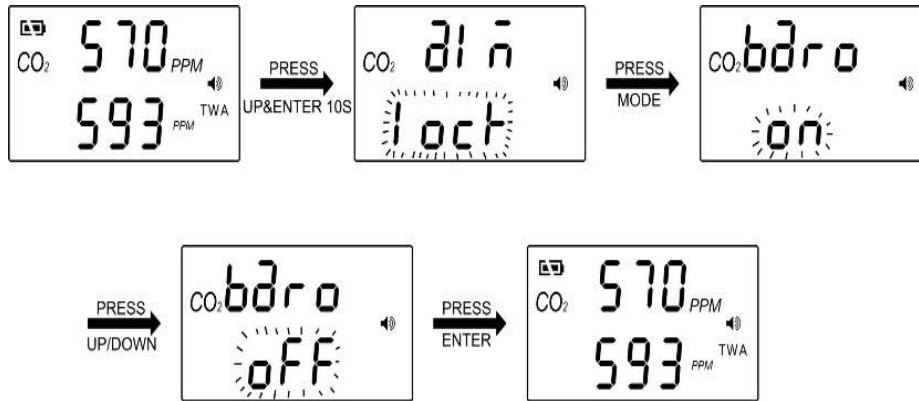 CO₂ 570 PPM
593 PPM TWA
PRESS
UP&ENTER 10S
CO₂ alm
lock
PRESS
MODE
CO₂ baro
on
PRESS
UP/DOWN
CO₂ baro
oFF
PRESS
ENTER
CO₂ 570 PPM
593 PPM TWA